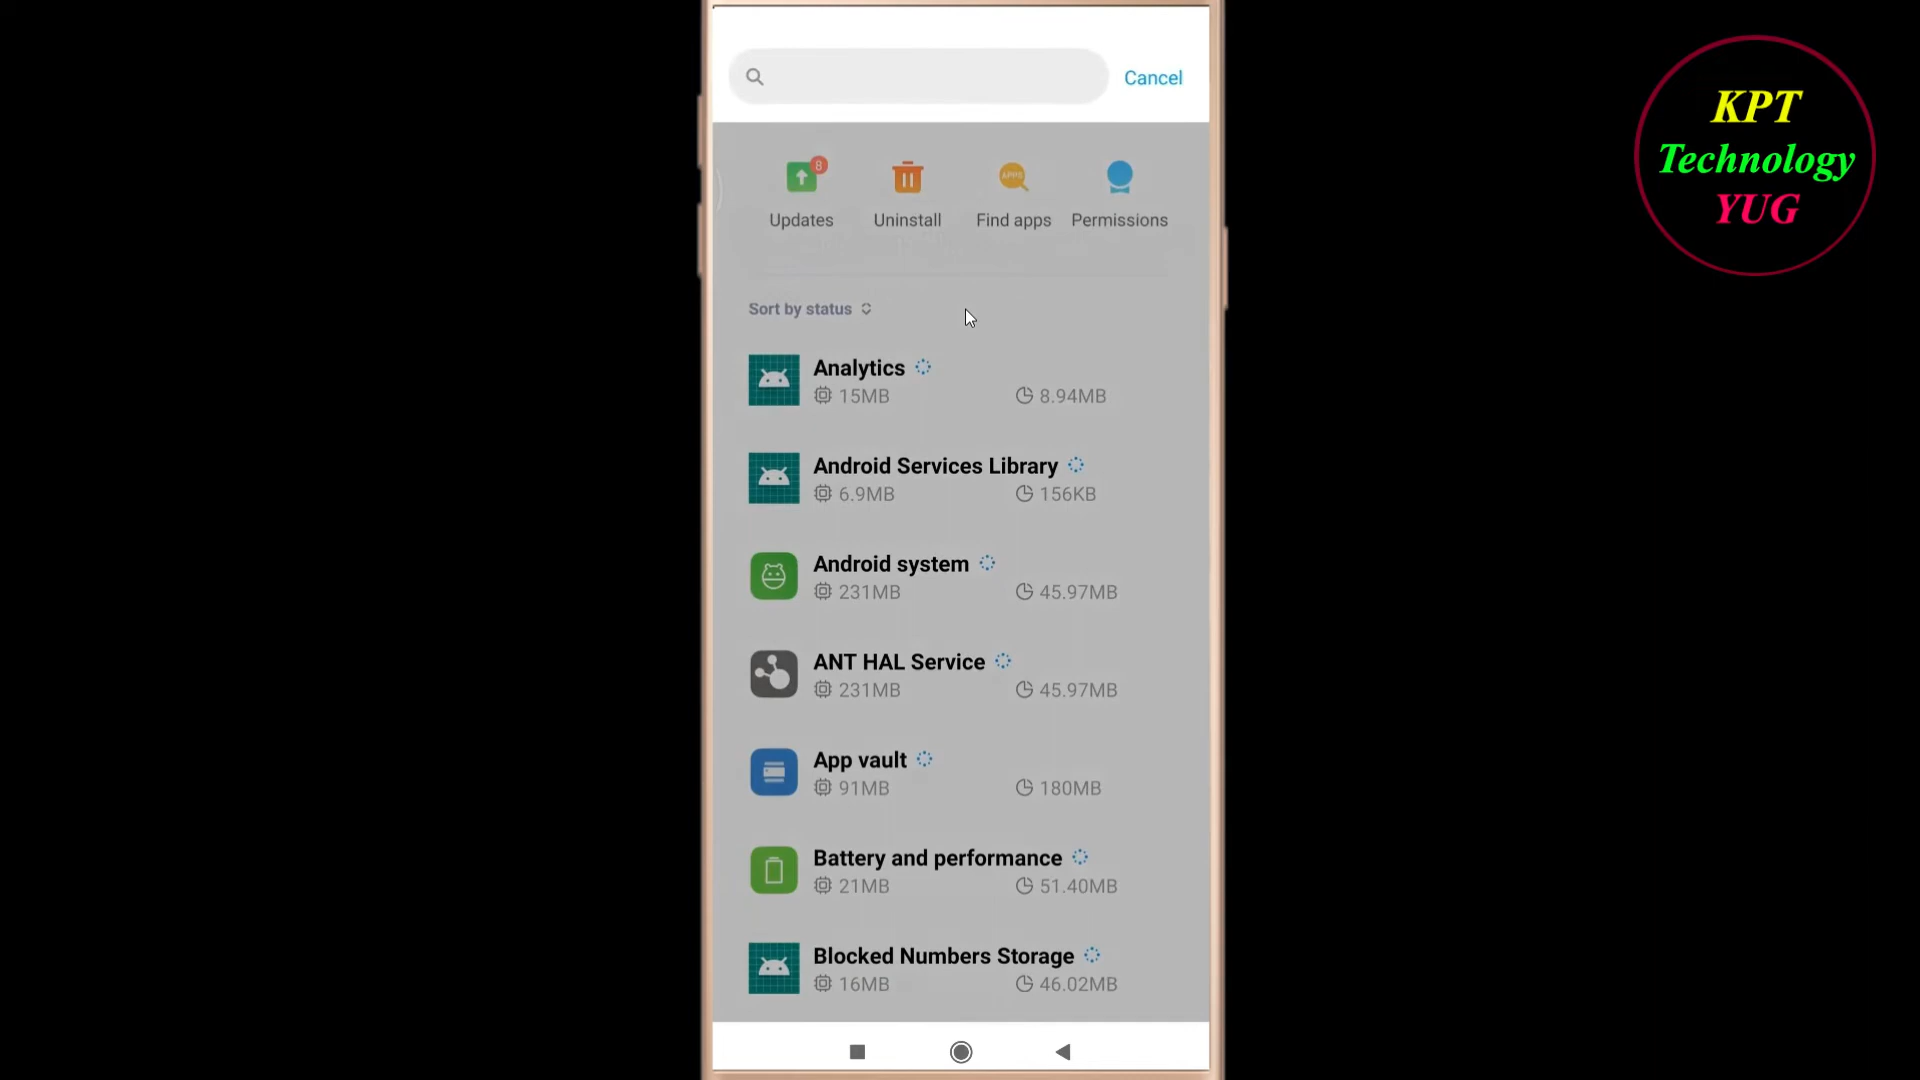 Cancel
KPT
Technology
YUG
8
APPS
Updates
Uninstall
Find apps
Permissions
Sort by status
Analytics
15MB
8.94MB
Android Services Library
6.9MB
156KB
Android system
231MB
45.97MB
ANT HAL Service
231MB
45.97MB
App vault
91MB
180MB
Battery and performance
21MB
51.40MB
Blocked Numbers Storage
16MB
46.02MB